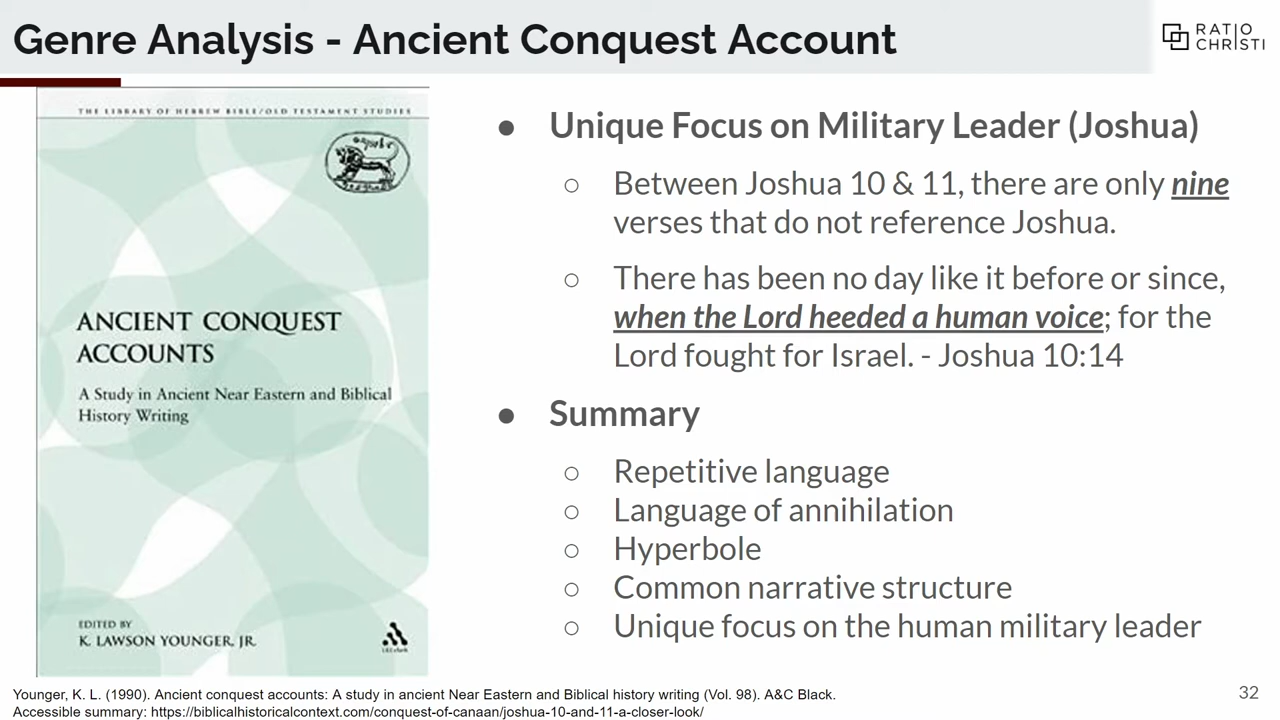 Genre Analysis - Ancient Conquest Account
RATIO
CHRISTI
THE LIBRARY OF HEBREW BIBLE/OLD TESTAMENT STUDIES
ANCIENT CONQUEST
ACCOUNTS
A Study in Ancient Near Eastern and Biblical
History Writing
EDITED BY
K. LAWSON YOUNGER, JR.
● Unique Focus on Military Leader (Joshua)
○ Between Joshua 10 & 11, there are only nine
verses that do not reference Joshua.
○ There has been no day like it before or since,
when the Lord heeded a human voice; for the
Lord fought for Israel. - Joshua 10:14
● Summary
○ Repetitive language
○ Language of annihilation
○ Hyperbole
○ Common narrative structure
○ Unique focus on the human military leader
Younger, K. L. (1990). Ancient conquest accounts: A study in ancient Near Eastern and Biblical history writing (Vol. 98). A&C Black.
Accessible summary: https://biblicalhistoricalcontext.com/conquest-of-canaan/joshua-10-and-11-a-closer-look/
32